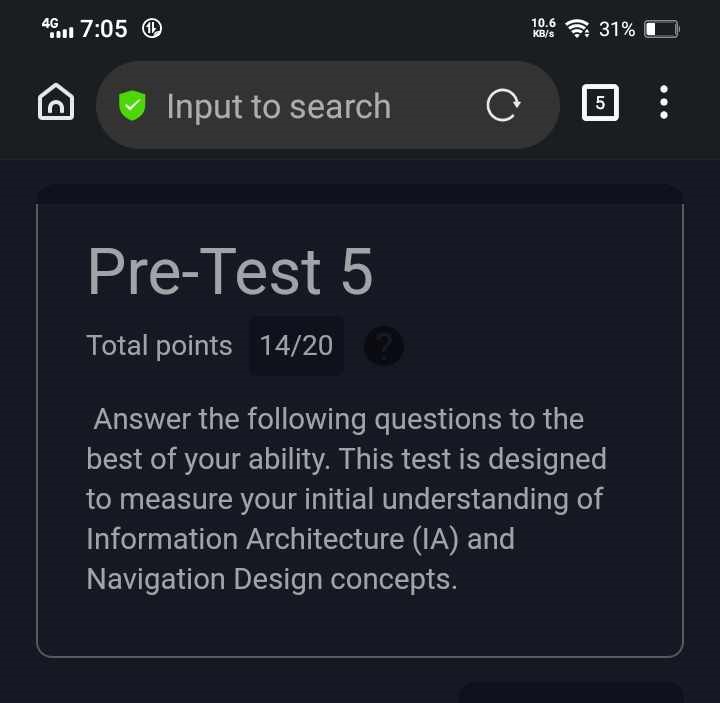 4G 7:05 10.6 KB/s 31%
Input to search 5
Pre-Test 5
Total points 14/20 ?
Answer the following questions to the
best of your ability. This test is designed
to measure your initial understanding of
Information Architecture (IA) and
Navigation Design concepts.